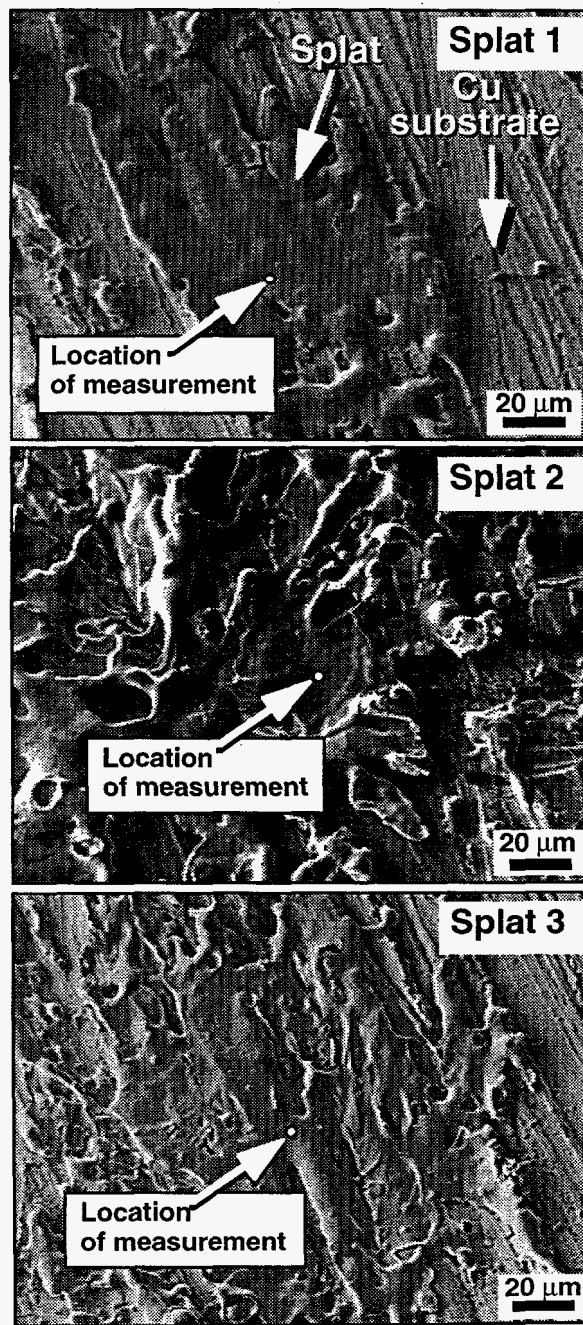 Splat 1
Splat
Cu
substrate
Location
of measurement
20 μm
Splat 2
Location
of measurement
20 μm
Splat 3
Location
of measurement
20 μm